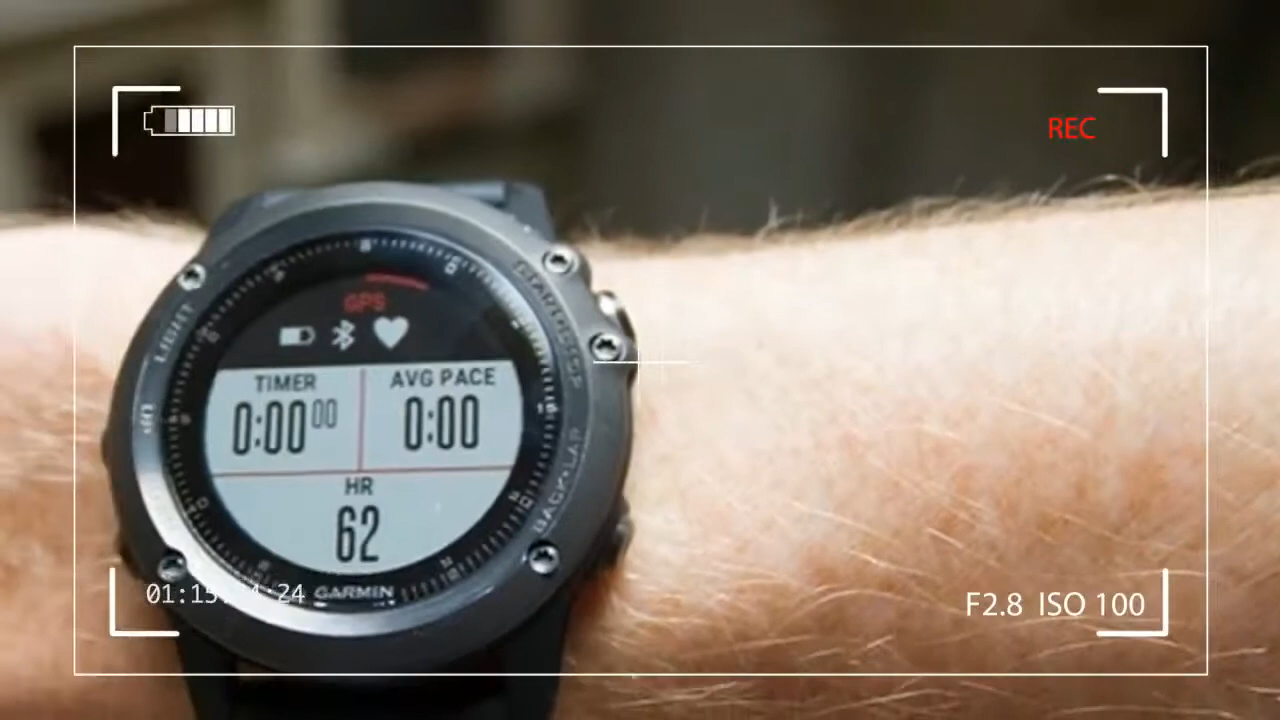 REC
GPS
LIGHT
START STOP
TIMER
AVG PACE
0:00 00
0:00
UP
HR
62
BACK LAP
GARMIN
F2.8 ISO 100